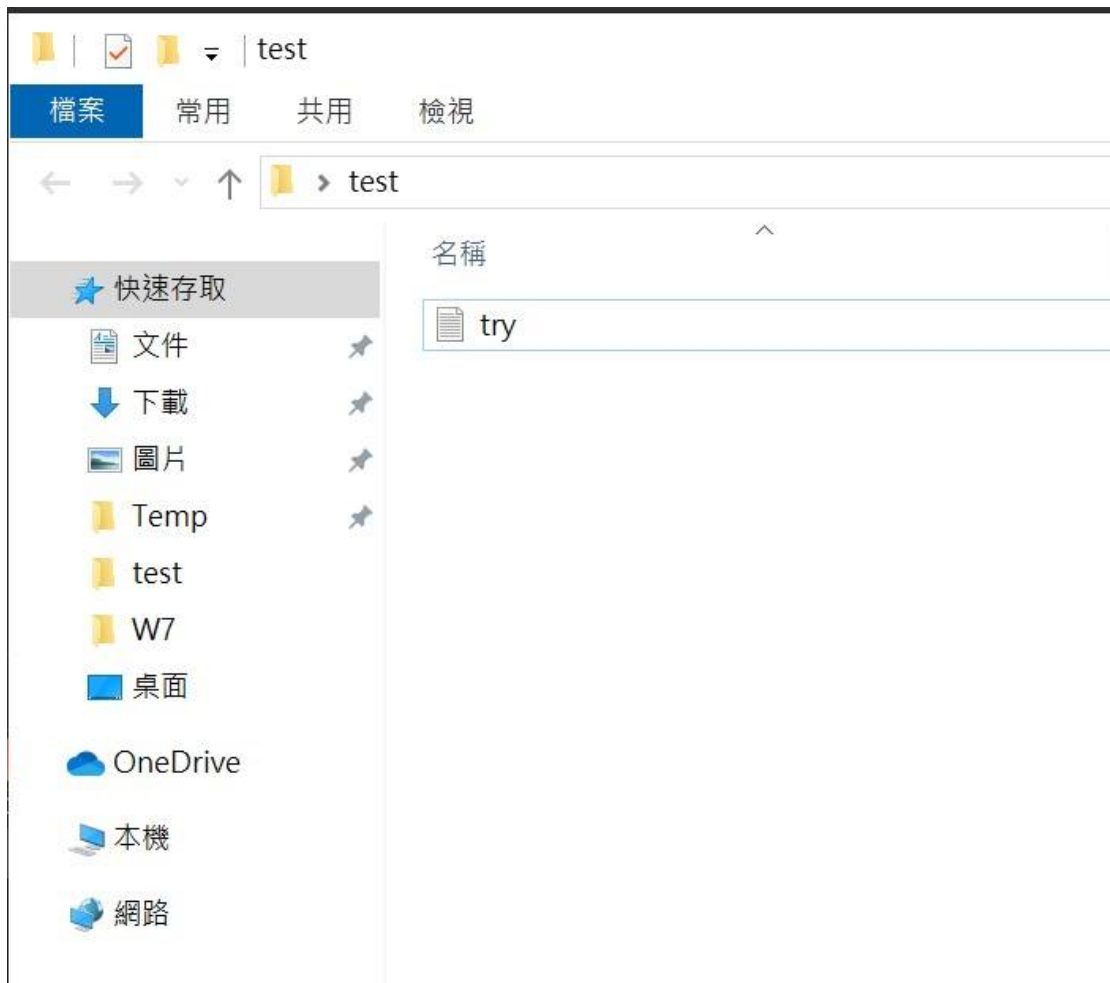 test
檔案 常用 共用 檢視
test
名稱
快速存取
try
文件
下載
圖片
Temp
test
W7
桌面
OneDrive
本機
網路